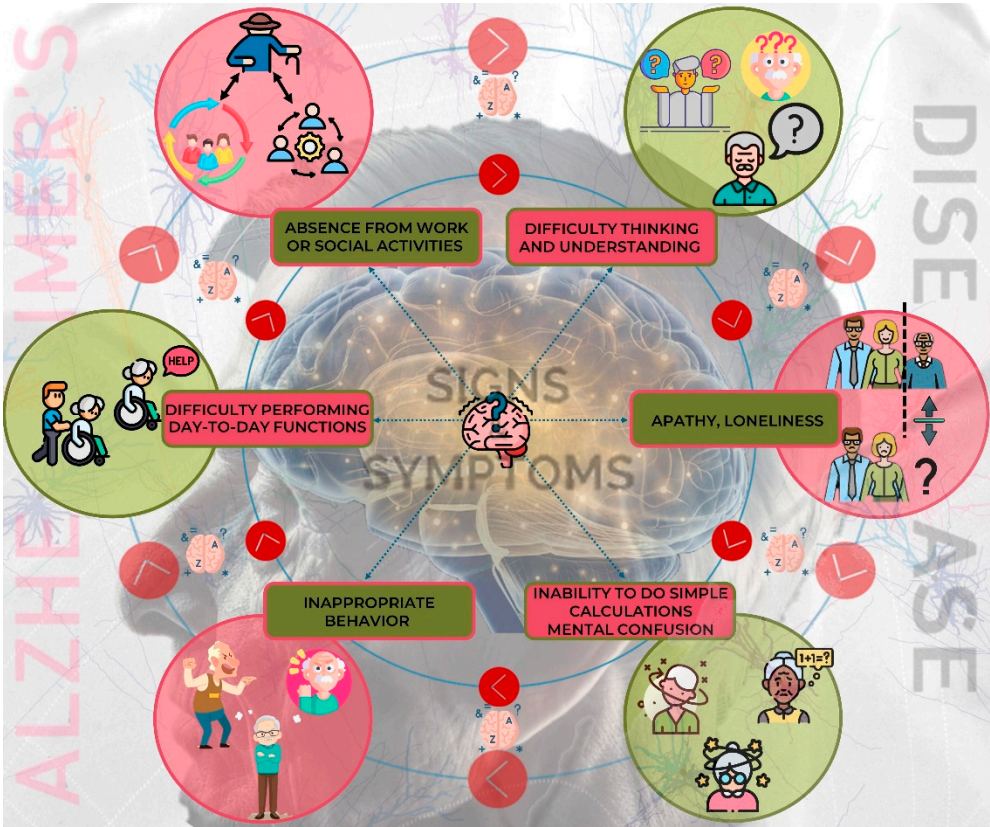 ALZHEIMER'S
DISEASE
SIGNS
SYMPTOMS
ABSENCE FROM WORK
OR SOCIAL ACTIVITIES
DIFFICULTY THINKING
AND UNDERSTANDING
DIFFICULTY PERFORMING
DAY-TO-DAY FUNCTIONS
APATHY, LONELINESS
INAPPROPRIATE
BEHAVIOR
INABILITY TO DO SIMPLE
CALCULATIONS
MENTAL CONFUSION
HELP
1+1=?
? ?
???
?
?
?
& = ?
A
Z
+ *
& = ?
A
Z
+ *
& = ?
A
Z
+ *
& = ?
A
Z
+ *
& = ?
A
Z
+ *
& = ?
A
Z
+ *